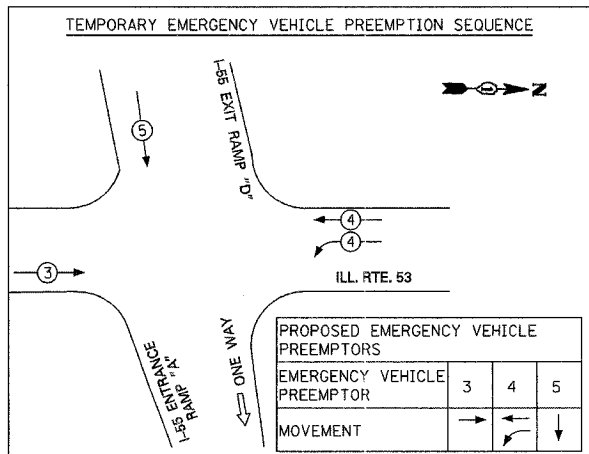 TEMPORARY EMERGENCY VEHICLE PREEMPTION SEQUENCE
I-55 EXIT RAMP "D"
N
5
4
4
3
ILL. RTE. 53
I-55 ENTRANCE
RAMP "A"
ONE WAY
PROPOSED EMERGENCY VEHICLE
PREEMPTORS
EMERGENCY VEHICLE
PREEMPTOR
3
4
5
MOVEMENT